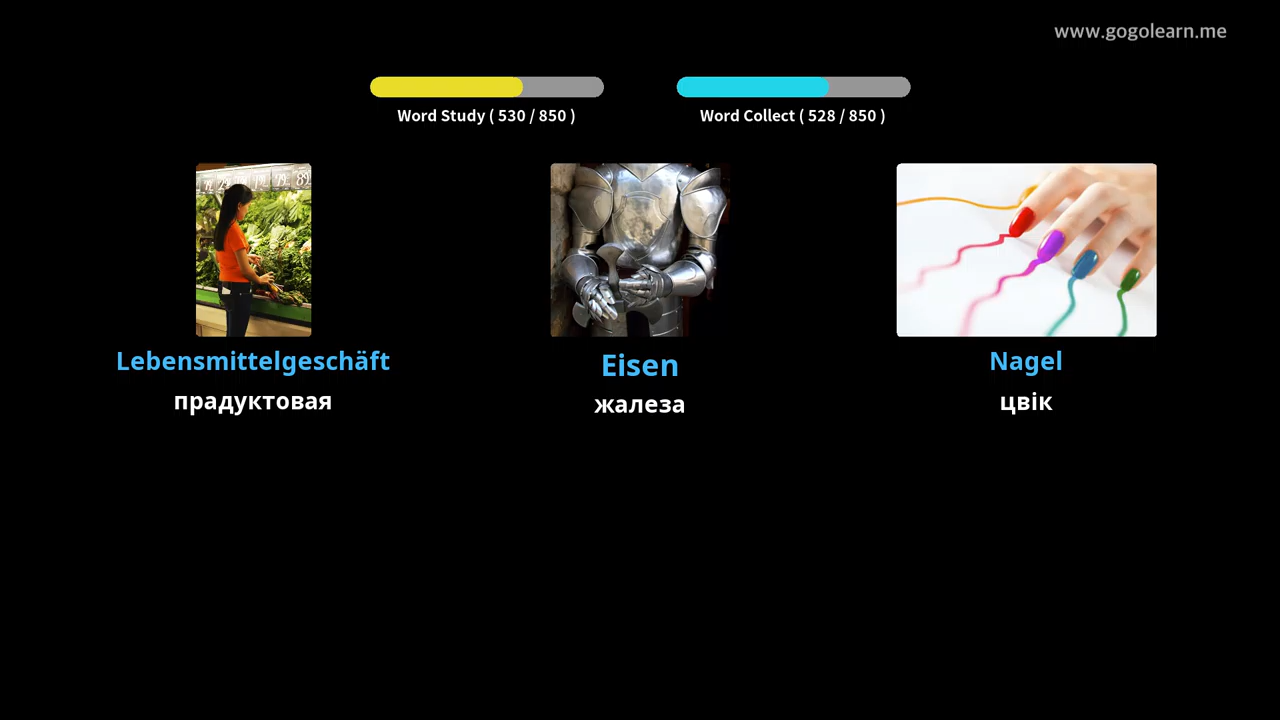 www.gogolearn.me
Word Study ( 530 / 850 )
Word Collect ( 528 / 850 )
Lebensmittelgeschäft
Eisen
Nagel
прадуктовая
жалеза
цвік